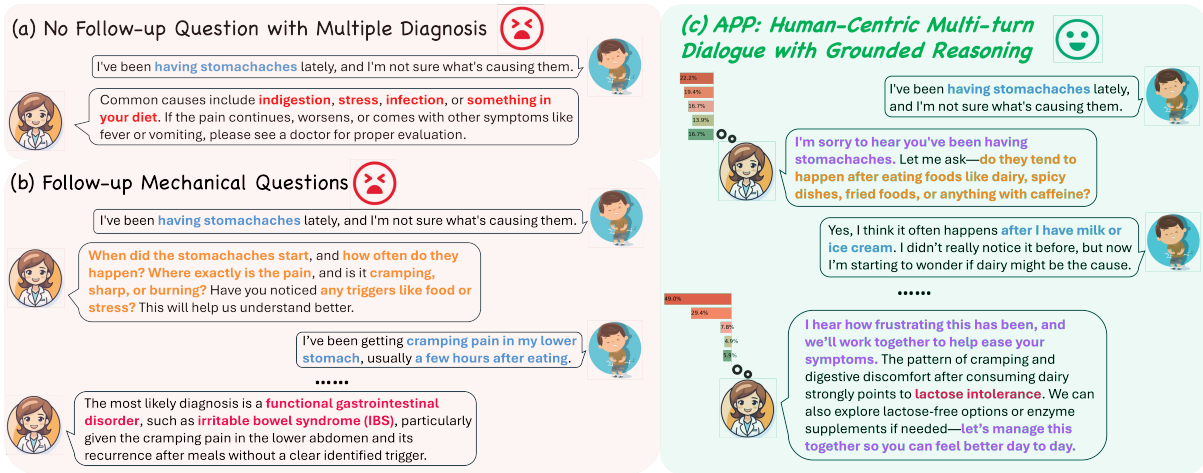 (a) No Follow-up Question with Multiple Diagnosis
I've been having stomachaches lately, and I'm not sure what's causing them.
Common causes include indigestion, stress, infection, or something in
your diet. If the pain continues, worsens, or comes with other symptoms like
fever or vomiting, please see a doctor for proper evaluation.
(b) Follow-up Mechanical Questions
I've been having stomachaches lately, and I'm not sure what's causing them.
When did the stomachaches start, and how often do they
happen? Where exactly is the pain, and is it cramping,
sharp, or burning? Have you noticed any triggers like food or
stress? This will help us understand better.
I've been getting cramping pain in my lower
stomach, usually a few hours after eating.
......
The most likely diagnosis is a functional gastrointestinal
disorder, such as irritable bowel syndrome (IBS), particularly
given the cramping pain in the lower abdomen and its
recurrence after meals without a clear identified trigger.
(c) APP: Human-Centric Multi-turn
Dialogue with Grounded Reasoning
22.2%
19.4%
16.7%
13.9%
16.7%
I've been having stomachaches lately,
and I'm not sure what's causing them.
I'm sorry to hear you've been having
stomachaches. Let me ask—do they tend to
happen after eating foods like dairy, spicy
dishes, fried foods, or anything with caffeine?
Yes, I think it often happens after I have milk or
ice cream. I didn't really notice it before, but now
I'm starting to wonder if dairy might be the cause.
......
49.0%
29.4%
7.8%
I hear how frustrating this has been, and
we'll work together to help ease your
symptoms. The pattern of cramping and
digestive discomfort after consuming dairy
strongly points to lactose intolerance. We can
also explore lactose-free options or enzyme
supplements if needed—let's manage this
together so you can feel better day to day.